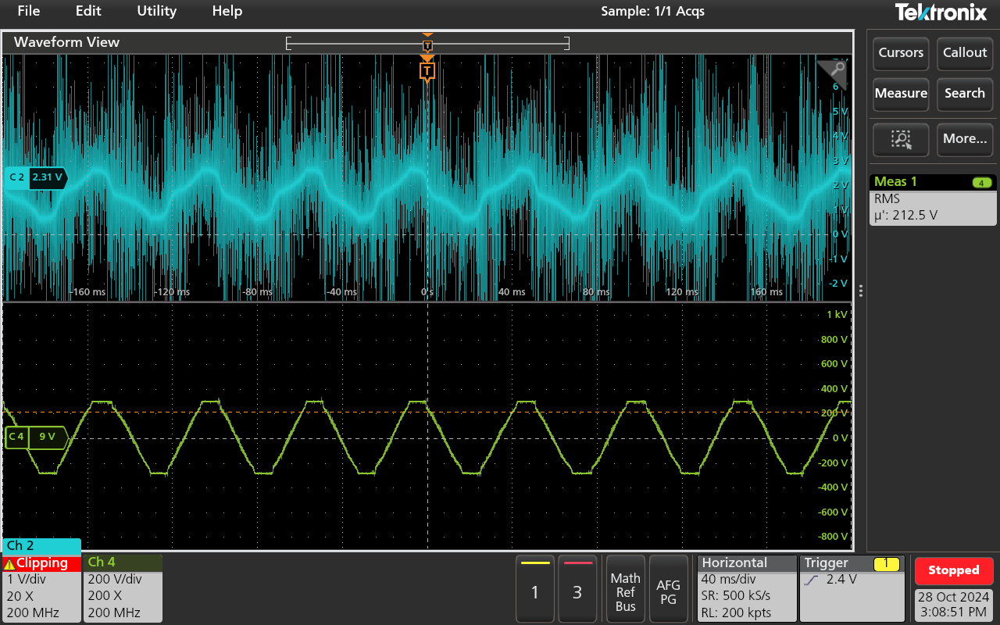 File Edit Utility Help Sample: 1/1 Acqs Tektronix
Waveform View
T
T
Cursors Callout
Measure Search
More...
Meas 1 4
RMS
µ': 212.5 V
6
5 V
4 V
3 V
C 2 2.31 V
2 V
1 V
0 V
-1 V
-2 V
-160 ms -120 ms -80 ms -40 ms 0 s 40 ms 80 ms 120 ms 160 ms
1 kV
800 V
600 V
400 V
200 V
C 4 9 V 0 V
-200 V
-400 V
-600 V
-800 V
Ch 2
Clipping
1 V/div
20 X
200 MHz
Ch 4
200 V/div
200 X
200 MHz
1
3
Math
Ref
Bus
AFG
PG
Horizontal
40 ms/div
SR: 500 kS/s
RL: 200 kpts
Trigger 1
2.4 V
Stopped
28 Oct 2024
3:08:51 PM